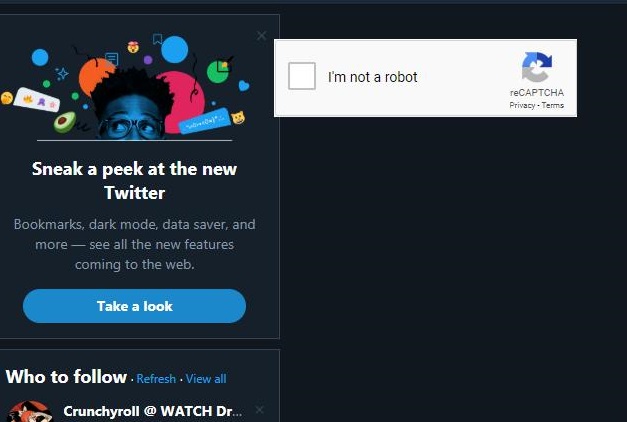 Sneak a peek at the new
Twitter
Bookmarks, dark mode, data saver, and
more — see all the new features
coming to the web.
Take a look
Who to follow · Refresh · View all
Crunchyroll @ WATCH Dr...
I'm not a robot
reCAPTCHA
Privacy - Terms